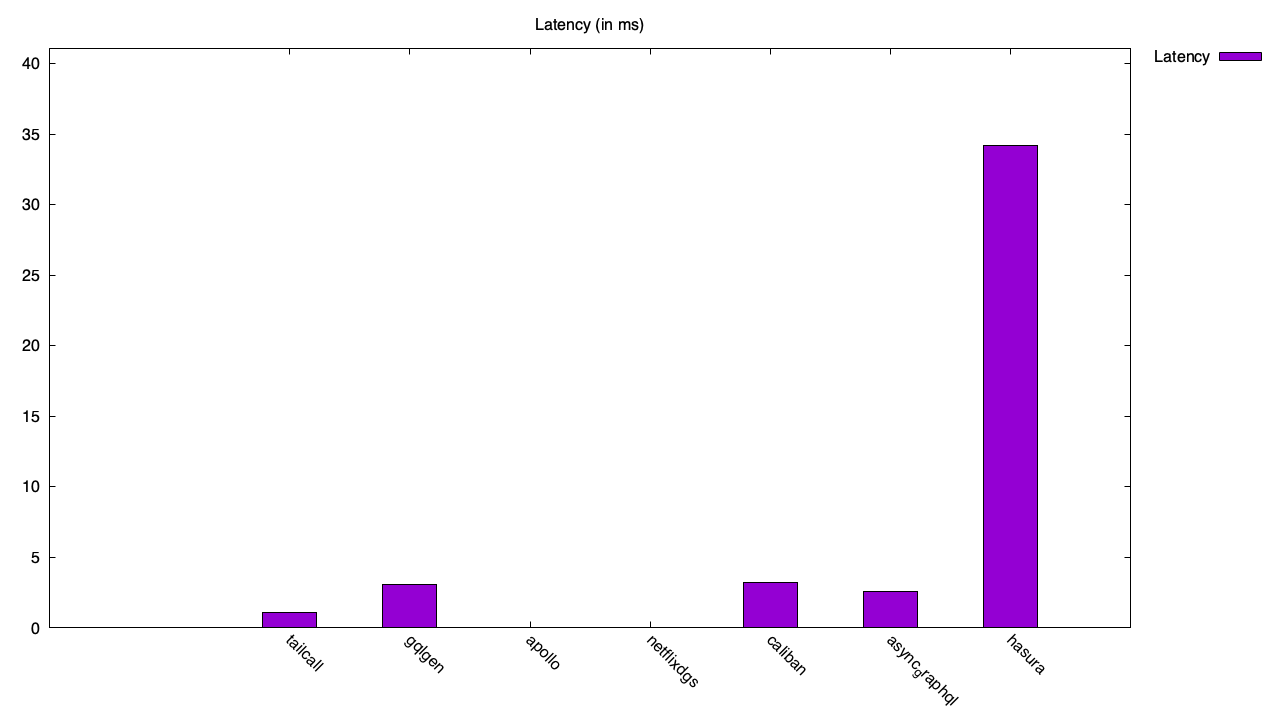 Latency (in ms)
Latency
40
35
30
25
20
15
10
5
0
tailcall
gqlgen
apollo
netflixdgs
caliban
async_graphql
hasura